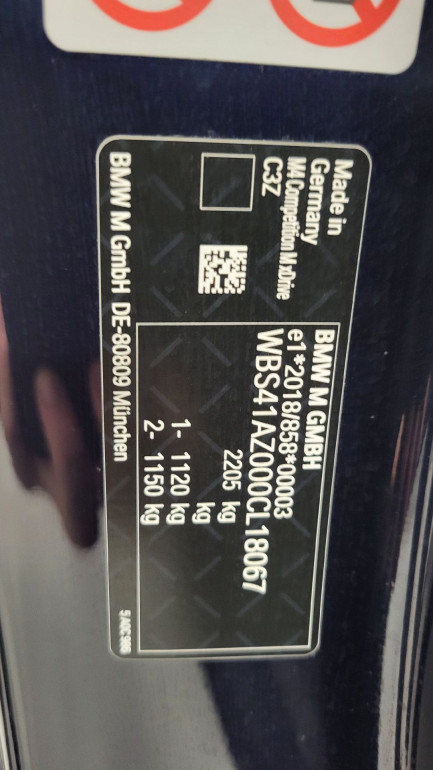 BMW M GMBH
e1*2018/858*00003
WBS41AZ000CL18067
2205 kg
kg
1- 1120 kg
2- 1150 kg
Made in
Germany
M4 Competition M xDrive
C3Z
BMW M GmbH DE-80809 München